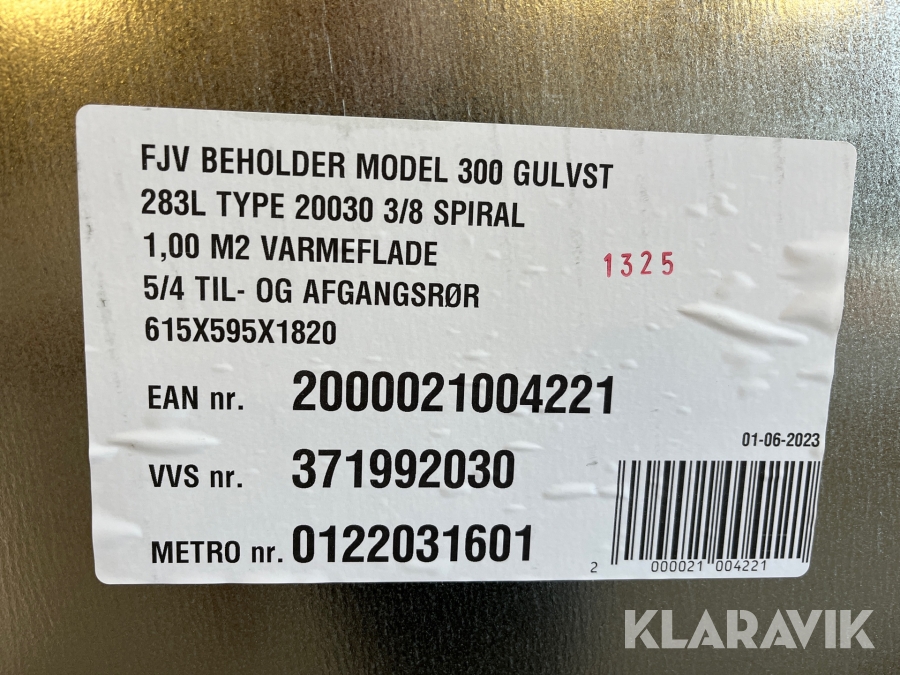 FJV BEHOLDER MODEL 300 GULVST
283L TYPE 20030 3/8 SPIRAL
1,00 M2 VARMEFLADE
1325
5/4 TIL- OG AFGANGSRØR
615X595X1820
EAN nr. 2000021004221
01-06-2023
VVS nr. 371992030
METRO nr. 0122031601
2 000021 004221
KLARAVIK